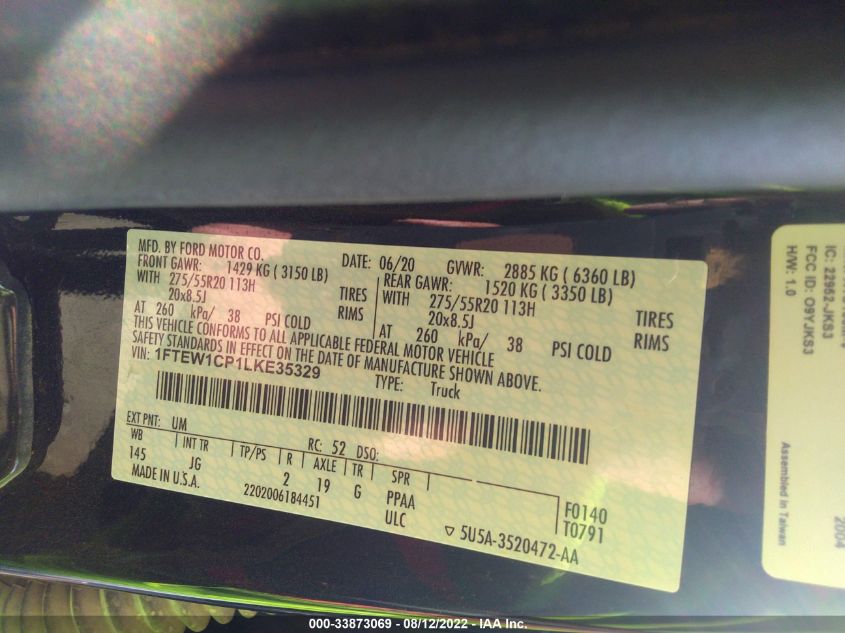 MFD. BY FORD MOTOR CO. DATE: 06/20 GVWR: 2885 KG ( 6360 LB)
FRONT GAWR: 1429 KG ( 3150 LB) REAR GAWR: 1520 KG ( 3350 LB)
WITH 275/55R20 113H TIRES WITH 275/55R20 113H TIRES
20x8.5J RIMS 20x8.5J RIMS
AT 260 kPa/ 38 PSI COLD AT 260 kPa/ 38 PSI COLD
THIS VEHICLE CONFORMS TO ALL APPLICABLE FEDERAL MOTOR VEHICLE
SAFETY STANDARDS IN EFFECT ON THE DATE OF MANUFACTURE SHOWN ABOVE.
VIN: 1FTEW1CP1LKE35329 TYPE: Truck
EXT PNT: UM RC: 52 DSO:
WB INT TR TP/PS R AXLE TR SPR
145 JG 2 19 G PPAA F0140
MADE IN U.S.A. 2202006184451 ULC T0791
5U5A-3520472-AA
IC: 22952-JKS3
FCC ID: O9YJKS3
H/W: 1.0
Assembled in Taiwan
2004
000-33873069 - 08/12/2022 - IAA Inc.